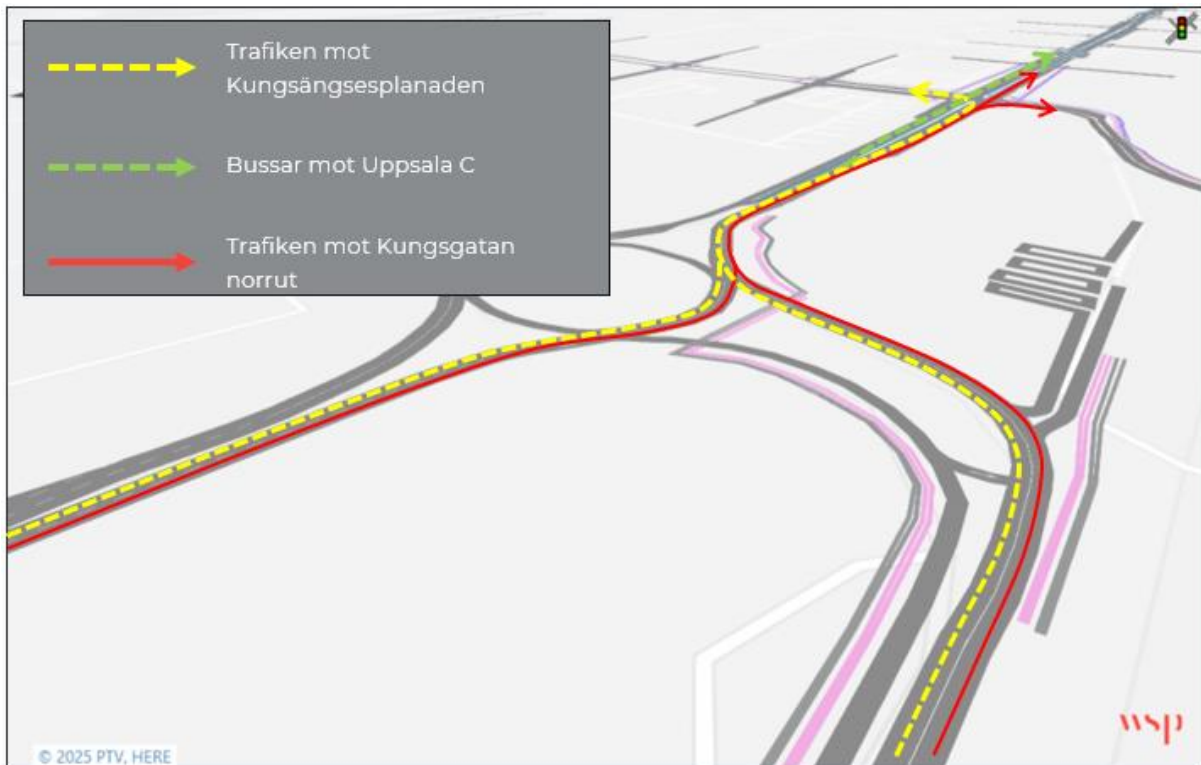 Trafiken mot
Kungsängsesplanaden
Bussar mot Uppsala C
Trafiken mot Kungsgatan
norrut
wsp
© 2025 PTV, HERE